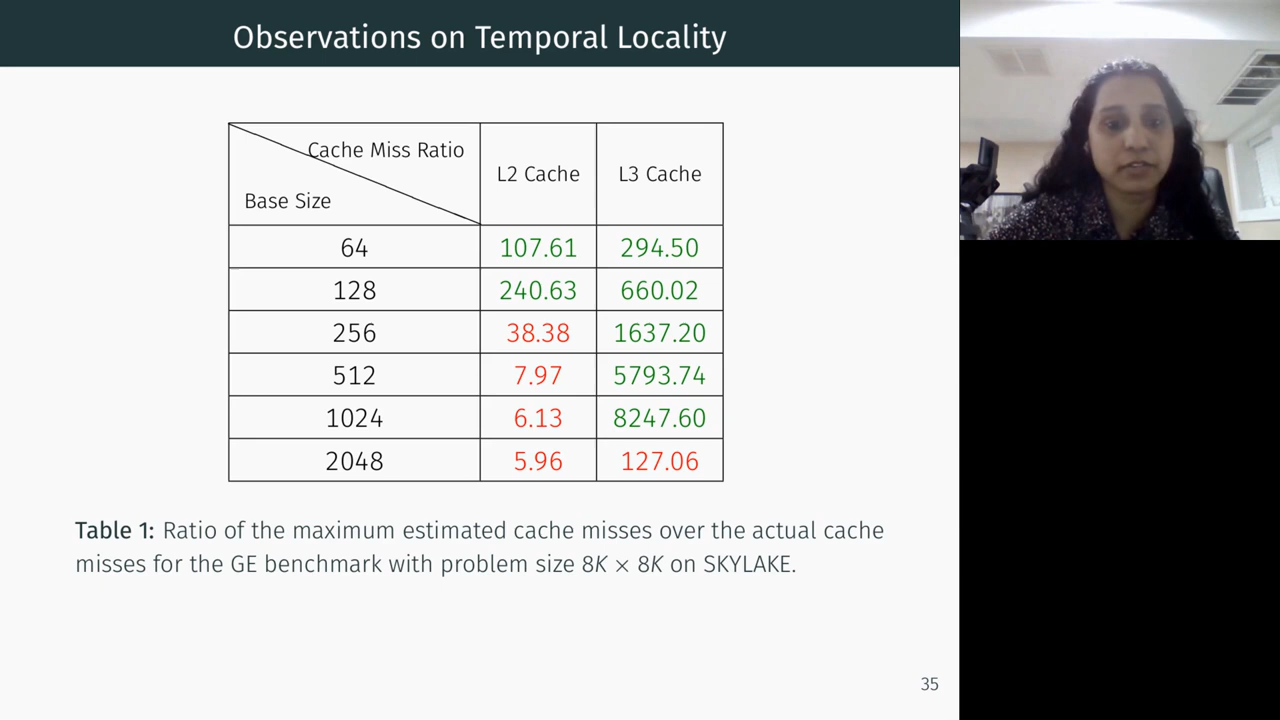 Observations on Temporal Locality
Cache Miss Ratio
Base Size
L2 Cache
L3 Cache
64 107.61 294.50
128 240.63 660.02
256 38.38 1637.20
512 7.97 5793.74
1024 6.13 8247.60
2048 5.96 127.06
Table 1: Ratio of the maximum estimated cache misses over the actual cache
misses for the GE benchmark with problem size 8K × 8K on SKYLAKE.
35